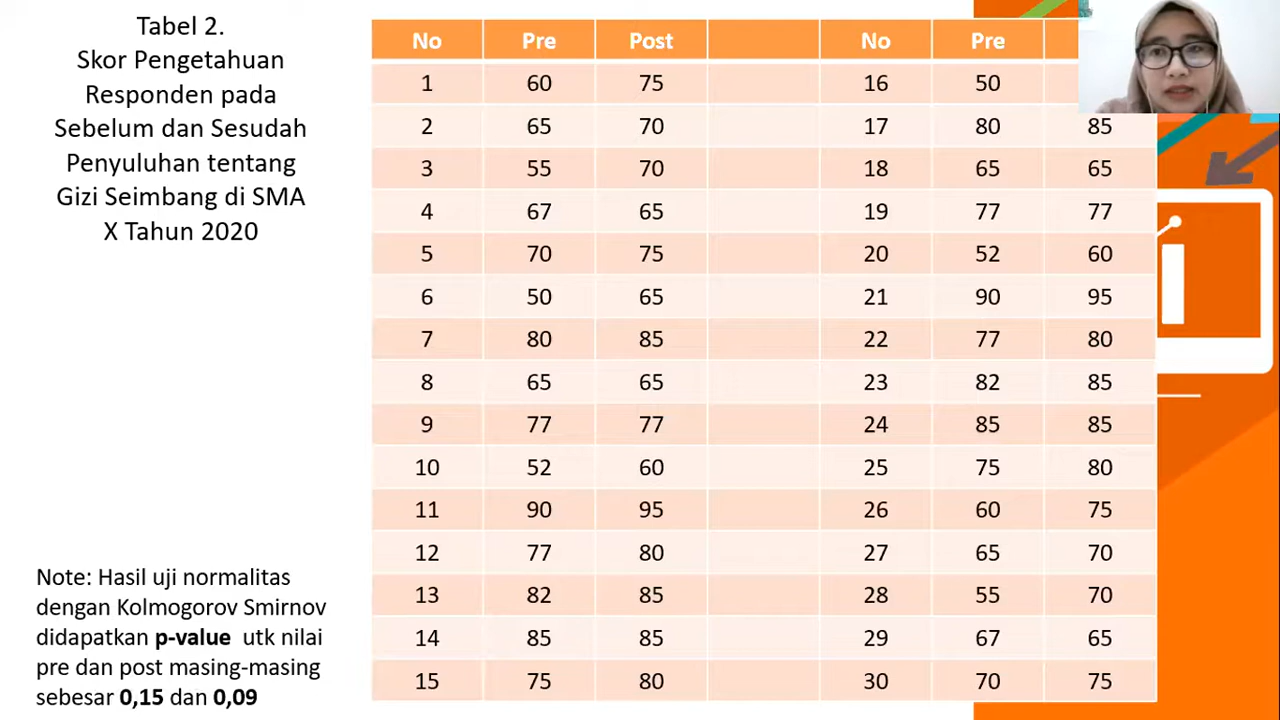 Tabel 2.
Skor Pengetahuan
Responden pada
Sebelum dan Sesudah
Penyuluhan tentang
Gizi Seimbang di SMA
X Tahun 2020
Note: Hasil uji normalitas
dengan Kolmogorov Smirnov
didapatkan p-value utk nilai
pre dan post masing-masing
sebesar 0,15 dan 0,09
No Pre Post No Pre
1 60 75 16 50
2 65 70 17 80 85
3 55 70 18 65 65
4 67 65 19 77 77
5 70 75 20 52 60
6 50 65 21 90 95
7 80 85 22 77 80
8 65 65 23 82 85
9 77 77 24 85 85
10 52 60 25 75 80
11 90 95 26 60 75
12 77 80 27 65 70
13 82 85 28 55 70
14 85 85 29 67 65
15 75 80 30 70 75